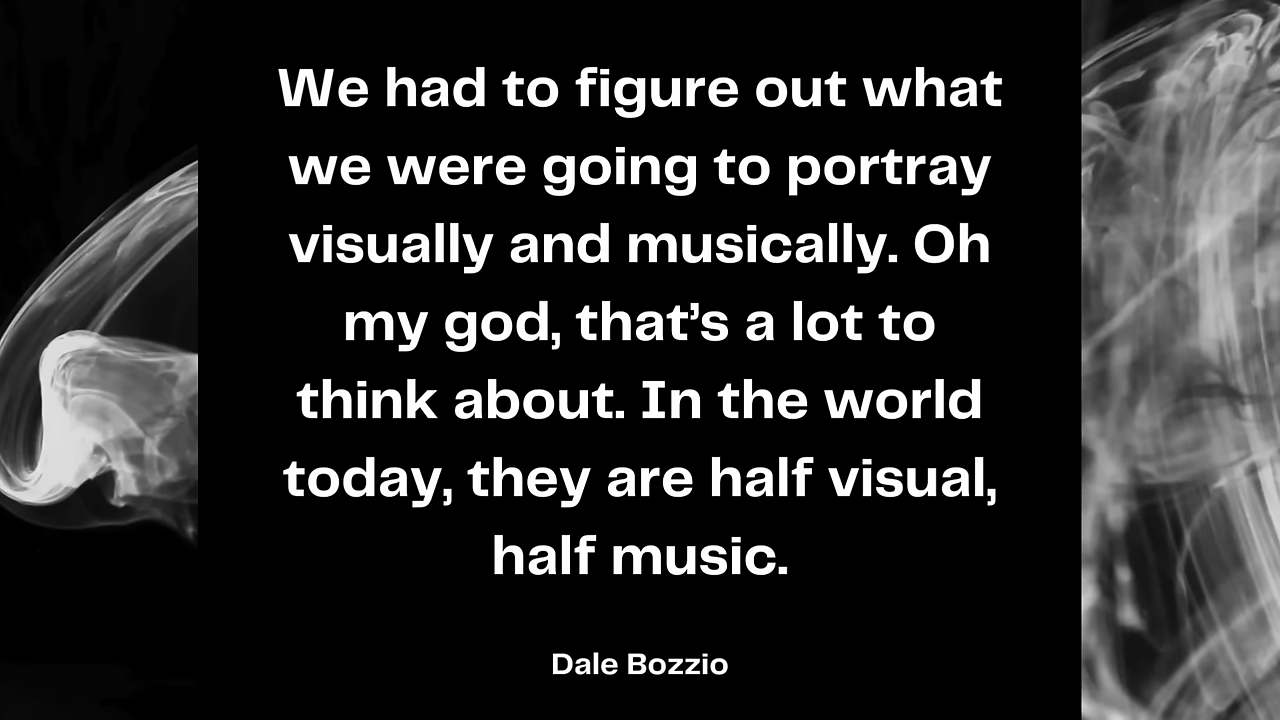 We had to figure out what
we were going to portray
visually and musically. Oh
my god, that’s a lot to
think about. In the world
today, they are half visual,
half music.
Dale Bozzio